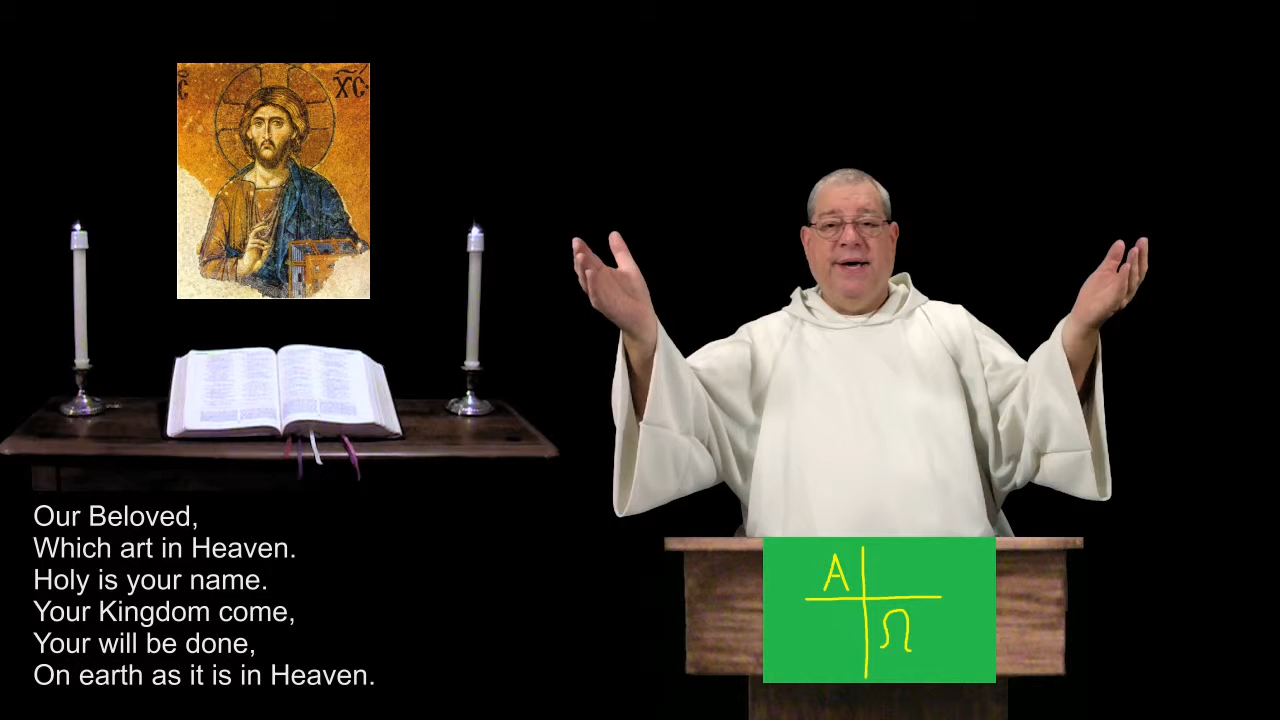 C
XC
Our Beloved,
Which art in Heaven.
Holy is your name.
Your Kingdom come,
Your will be done,
On earth as it is in Heaven.
A
Ω